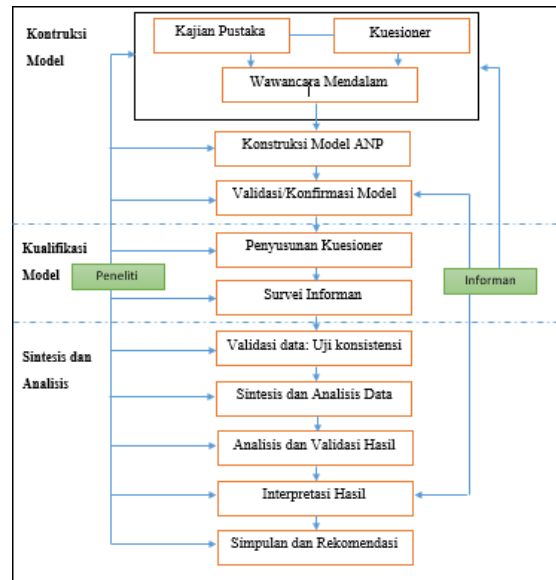 Kontruksi
Model
Kajian Pustaka
Kuesioner
Wawancara Mendalam
Konstruksi Model ANP
Validasi/Konfirmasi Model
Kualifikasi
Model
Penyusunan Kuesioner
Peneliti
Informan
Survei Informan
Sintesis dan
Analisis
Validasi data: Uji konsistensi
Sintesis dan Analisis Data
Analisis dan Validasi Hasil
Interpretasi Hasil
Simpulan dan Rekomendasi